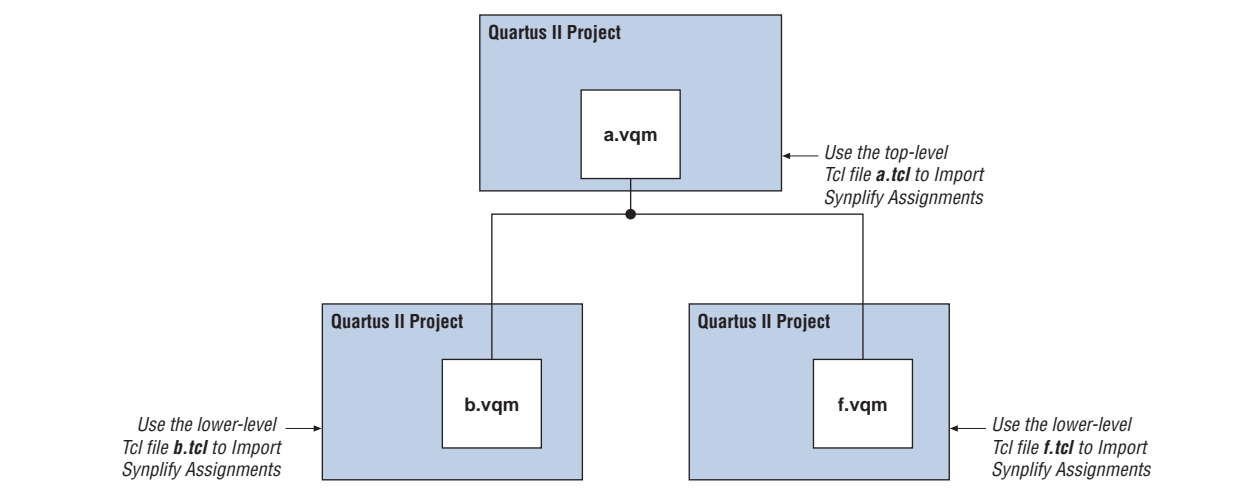 Quartus II Project
a.vqm
Use the top-level
Tcl file a.tcl to Import
Synplify Assignments
Quartus II Project
b.vqm
Use the lower-level
Tcl file b.tcl to Import
Synplify Assignments
Quartus II Project
f.vqm
Use the lower-level
Tcl file f.tcl to Import
Synplify Assignments